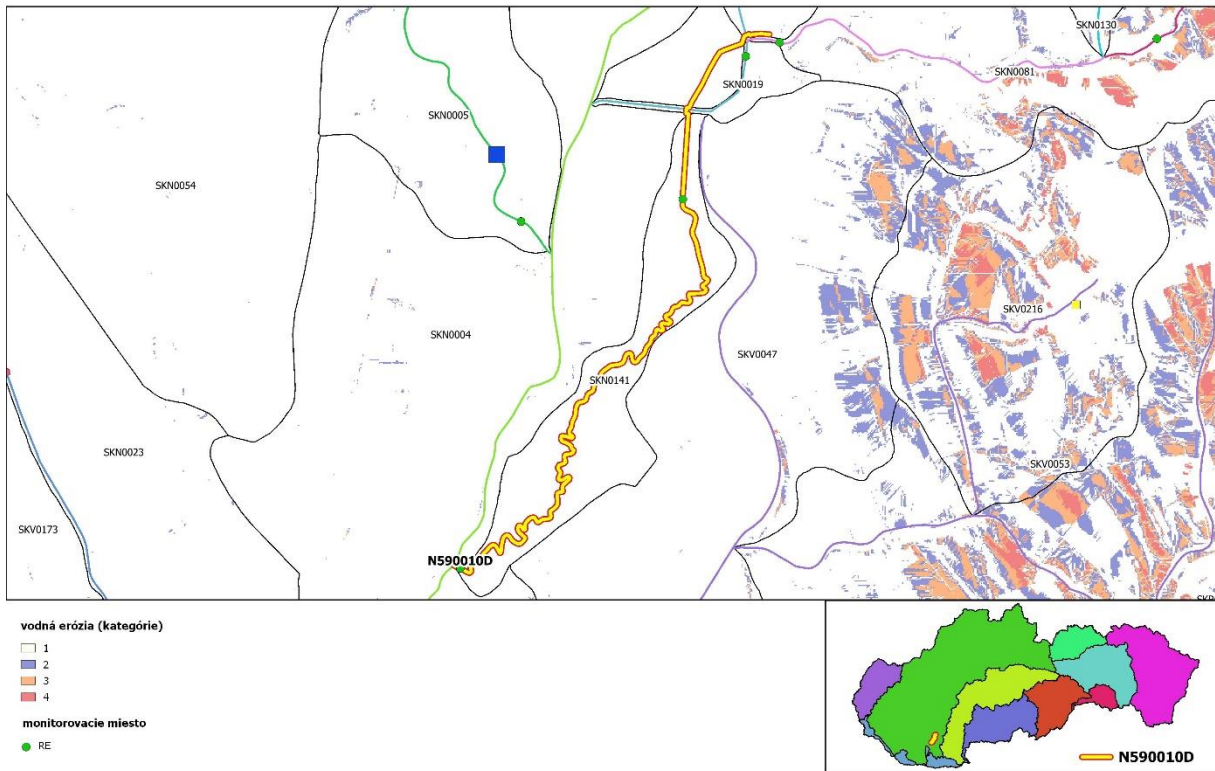 SKN0130
SKN0081
SKN0019
SKN0005
SKN0054
SKV0216
SKN0004
SKV0047
SKN0141
SKN0023
SKV0053
SKV0173
N590010D
vodná erózia (kategórie)
1
2
3
4
monitorovacie miesto
RE
N590010D